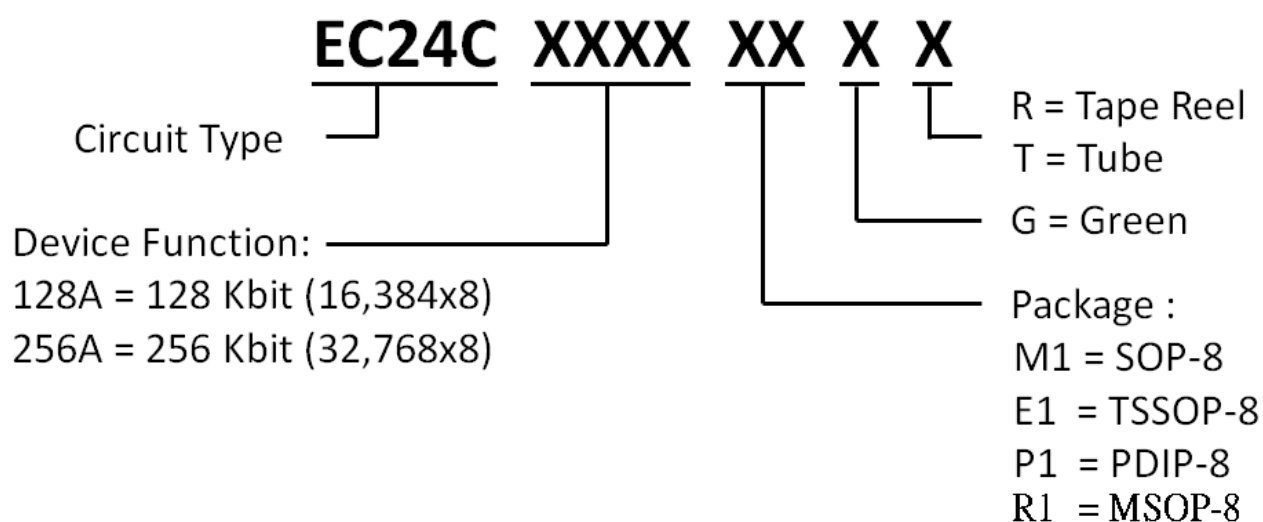 EC24C XXXX XX X X
Circuit Type
R = Tape Reel
T = Tube
G = Green
Device Function:
128A = 128 Kbit (16,384x8)
256A = 256 Kbit (32,768x8)
Package :
M1 = SOP-8
E1 = TSSOP-8
P1 = PDIP-8
R1 = MSOP-8